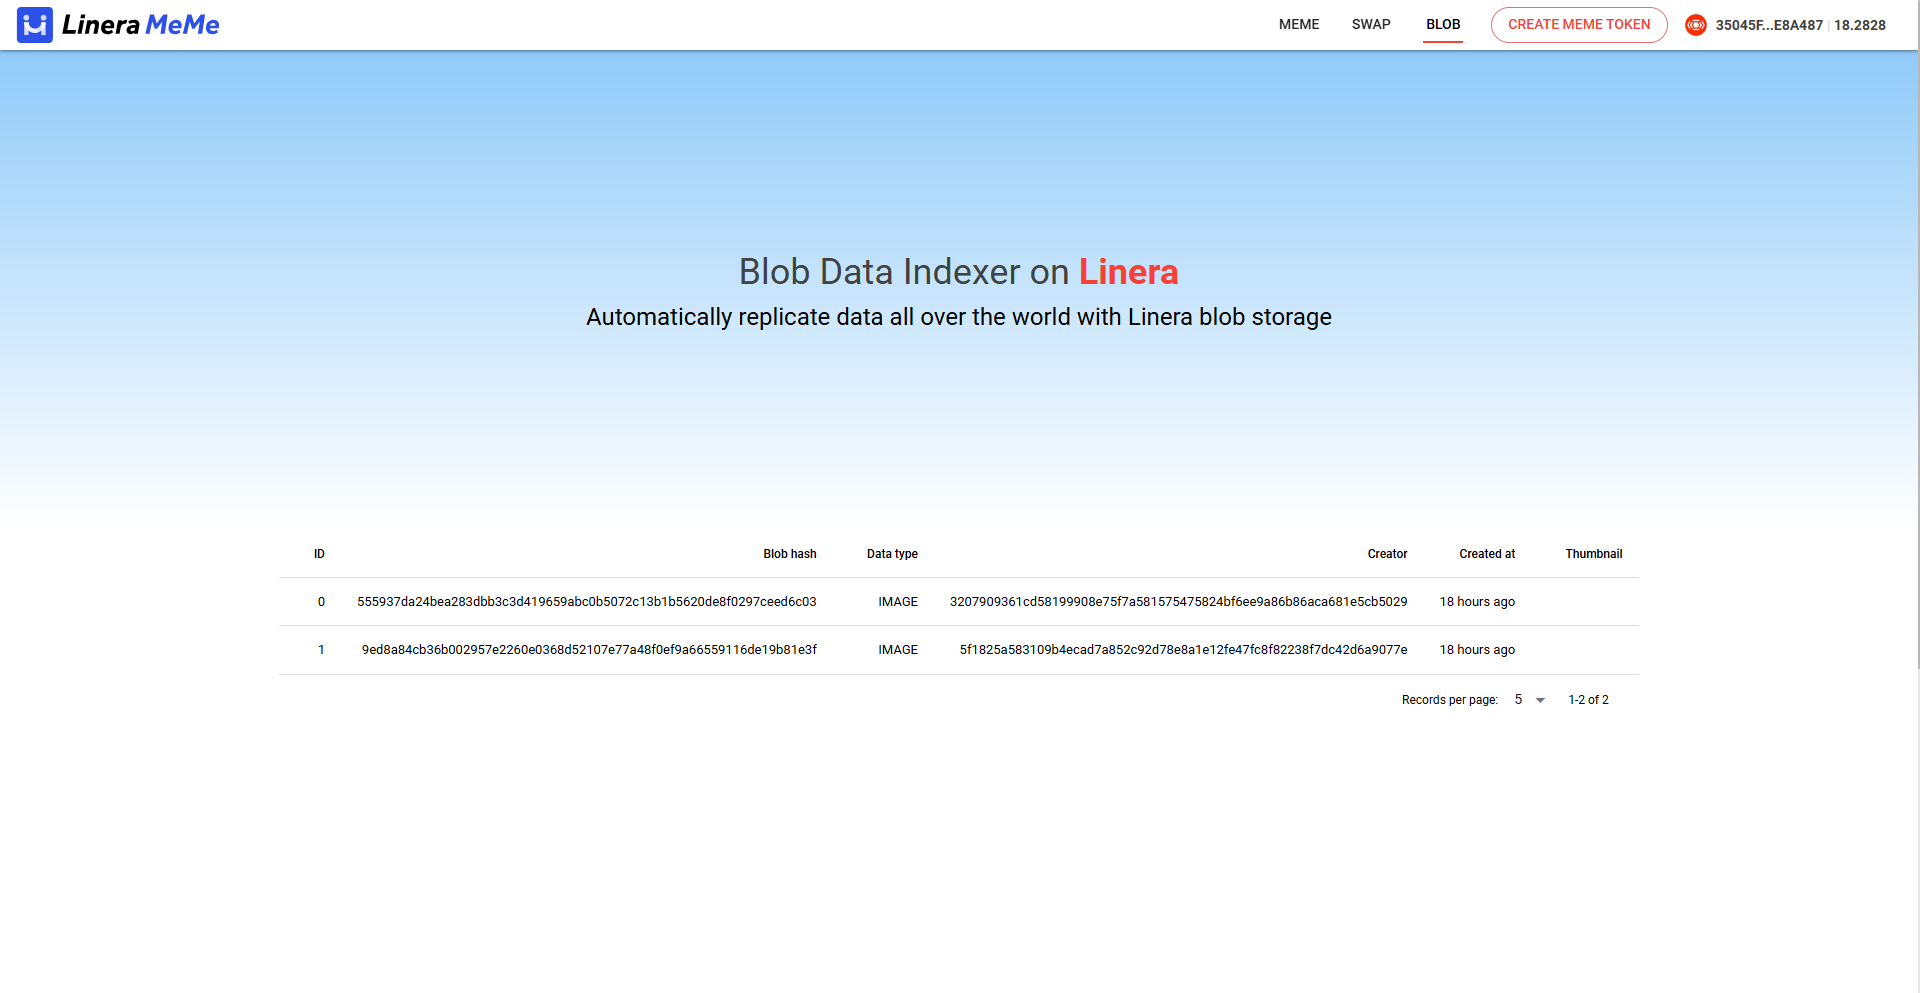 Linera MeMe
MEME SWAP BLOB CREATE MEME TOKEN 35045F...E8A487 18.2828
Blob Data Indexer on Linera
Automatically replicate data all over the world with Linera blob storage
ID Blob hash Data type Creator Created at Thumbnail
0 555937da24bea283dbb3c3d419659abc0b5072c13b1b5620de8f0297ceed6c03 IMAGE 3207909361cd58199908e75f7a581575475824bf6ee9a86b86aca681e5cb5029 18 hours ago
1 9ed8a84cb36b002957e2260e0368d52107e77a48f0ef9a66559116de19b81e3f IMAGE 5f1825a583109b4ecad7a852c92d78e8a1e12fe47fc8f82238f7dc42d6a9077e 18 hours ago
Records per page: 5 1-2 of 2